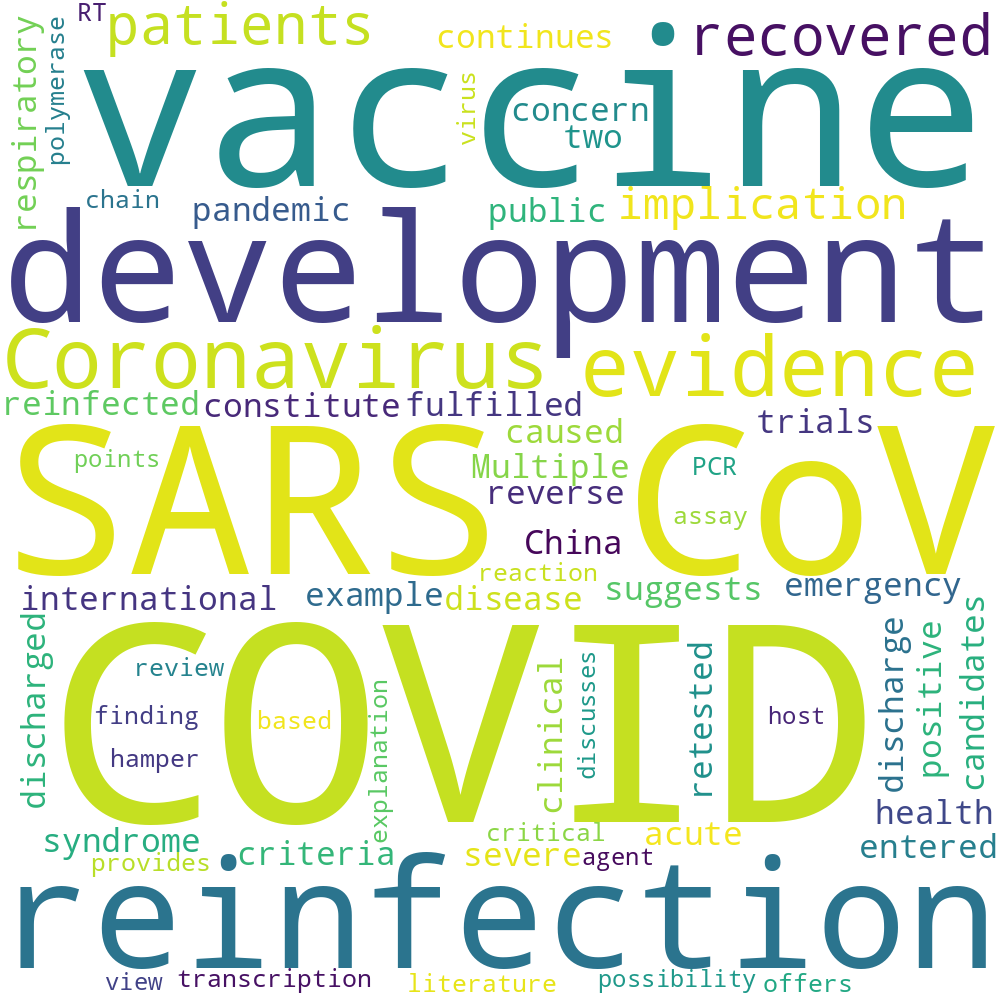 RT
patients
continues
recovered
respiratory
polymerase
vaccine
virus
concern
two
chain
pandemic
public
implication
development
Coronavirus
evidence
reinfected
constitute
fulfilled
trials
caused
SARS CoV
points
Multiple
PCR
reverse
assay
China
reaction
international
example
disease
suggests
emergency
COVID
discharged
review
finding
based
hamper
explanation
clinical
discusses
retested
host
discharge
positive
candidates
health
syndrome
provides
criteria
critical
severe
acute
agent
entered
reinfection
view
transcription
literature
possibility
offers